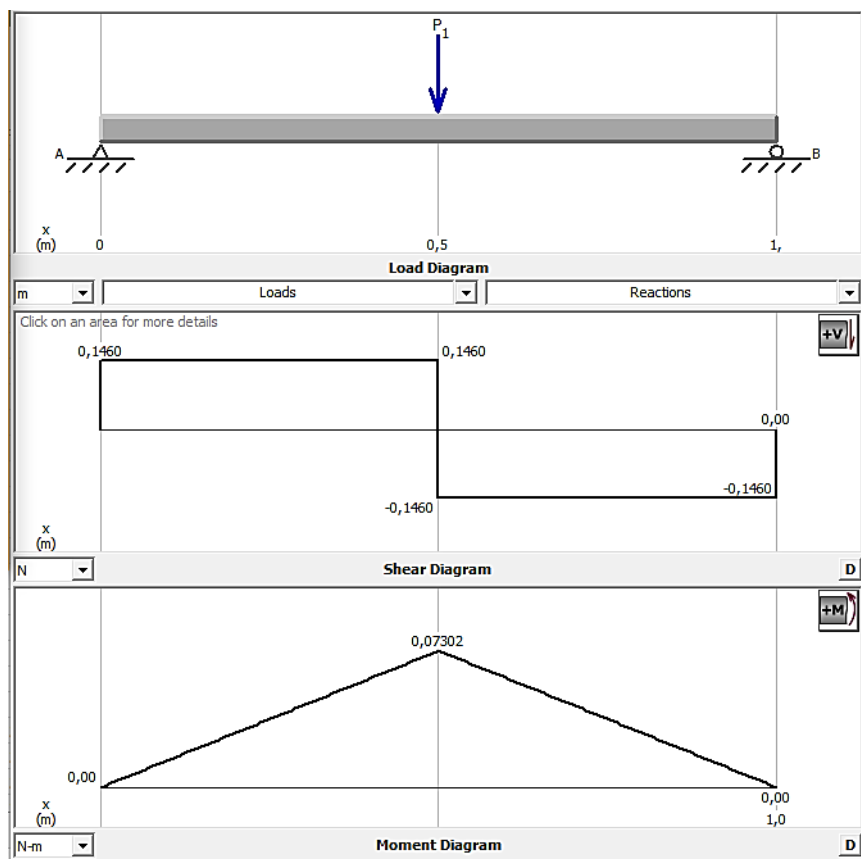 P1
A
B
x
(m)
0
0,5
1,
Load Diagram
m
Loads
Reactions
Click on an area for more details
+V
0,1460
0,1460
0,00
-0,1460
-0,1460
x
(m)
N
Shear Diagram
D
+M
0,07302
0,00
0,00
x
(m)
1,0
N-m
Moment Diagram
D